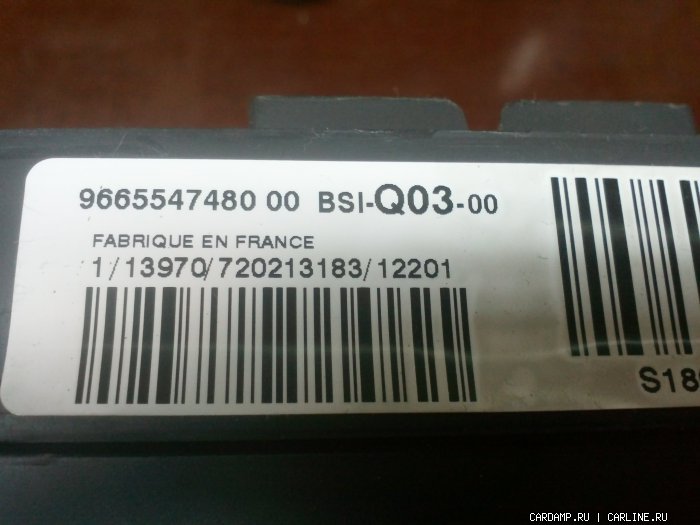 9665547480 00 BSI-Q03-00
FABRIQUE EN FRANCE
1/13970/720213183/12201
S18
CARDAMP.RU | CARLINE.RU